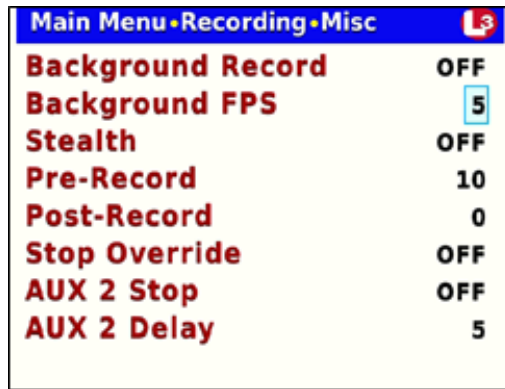 Main Menu•Recording•Misc L3
Background Record OFF
Background FPS 5
Stealth OFF
Pre-Record 10
Post-Record 0
Stop Override OFF
AUX 2 Stop OFF
AUX 2 Delay 5